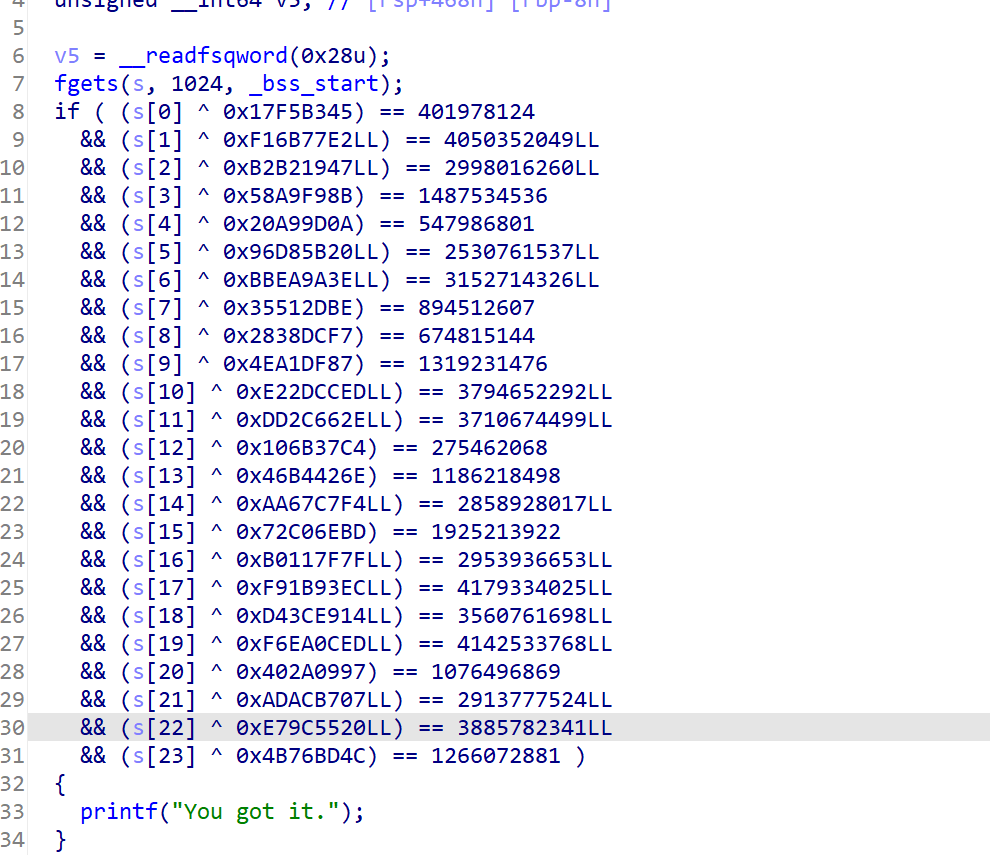 4 unsigned __int64 v5; // [rsp+468h] [rbp-8h]
5
6 v5 = __readfsqword(0x28u);
7 fgets(s, 1024, _bss_start);
8 if ( (s[0] ^ 0x17F5B345) == 401978124
9 && (s[1] ^ 0xF16B77E2LL) == 4050352049LL
10 && (s[2] ^ 0xB2B21947LL) == 2998016260LL
11 && (s[3] ^ 0x58A9F98B) == 1487534536
12 && (s[4] ^ 0x20A99D0A) == 547986801
13 && (s[5] ^ 0x96D85B20LL) == 2530761537LL
14 && (s[6] ^ 0xBBEA9A3ELL) == 3152714326LL
15 && (s[7] ^ 0x35512DBE) == 894512607
16 && (s[8] ^ 0x2838DCF7) == 674815144
17 && (s[9] ^ 0x4EA1DF87) == 1319231476
18 && (s[10] ^ 0xE22DCCEDLL) == 3794652292LL
19 && (s[11] ^ 0xDD2C662ELL) == 3710674499LL
20 && (s[12] ^ 0x106B37C4) == 275462068
21 && (s[13] ^ 0x46B4426E) == 1186218498
22 && (s[14] ^ 0xAA67C7F4LL) == 2858928017LL
23 && (s[15] ^ 0x72C06EBD) == 1925213922
24 && (s[16] ^ 0xB0117F7FLL) == 2953936653LL
25 && (s[17] ^ 0xF91B93ECLL) == 4179334025LL
26 && (s[18] ^ 0xD43CE914LL) == 3560761698LL
27 && (s[19] ^ 0xF6EA0CEDLL) == 4142533768LL
28 && (s[20] ^ 0x402A0997) == 1076496869
29 && (s[21] ^ 0xADACB707LL) == 2913777524LL
30 && (s[22] ^ 0xE79C5520LL) == 3885782341LL
31 && (s[23] ^ 0x4B76BD4C) == 1266072881 )
32 {
33 printf("You got it.");
34 }